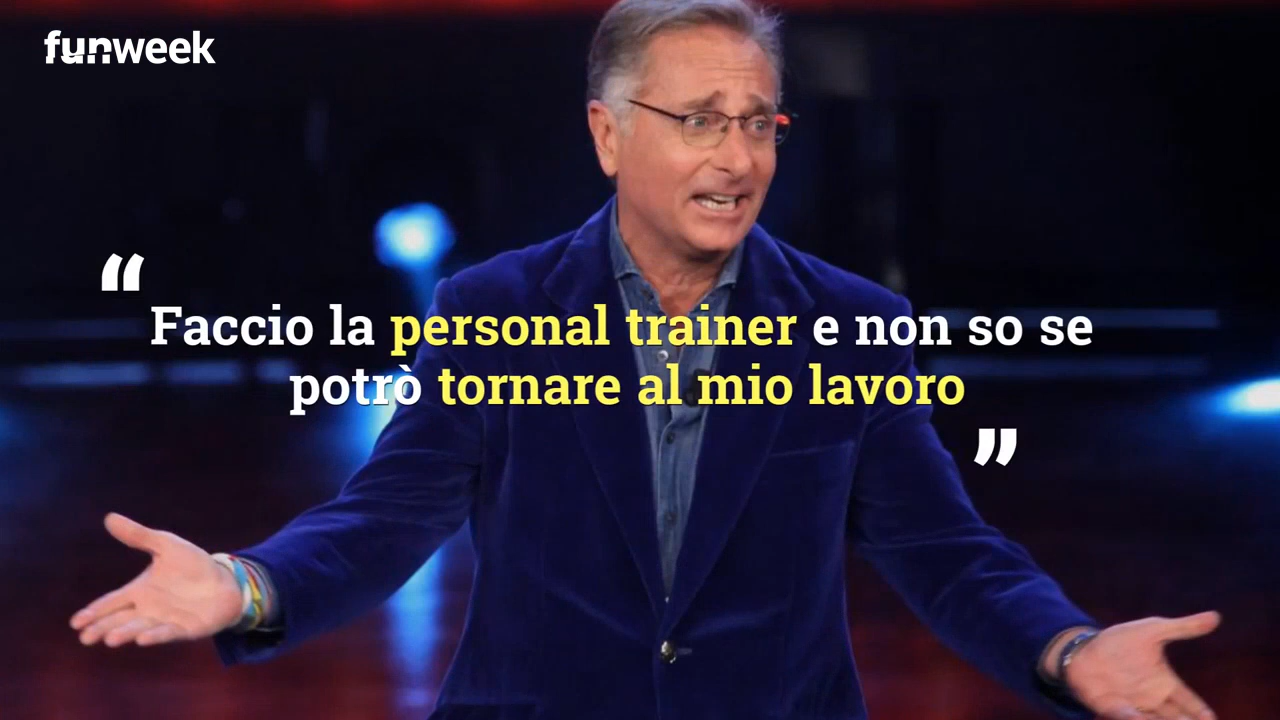 funweek
“
Faccio la personal trainer e non so se
potrò tornare al mio lavoro
”